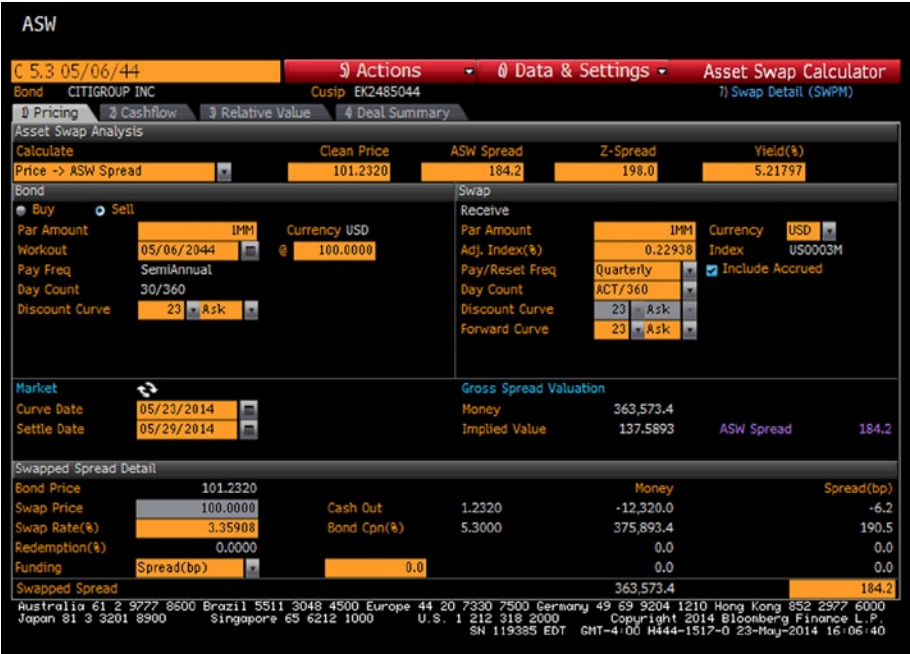 ASW
C 5.3 05/06/44 5) Actions 6) Data & Settings Asset Swap Calculator
Bond CITIGROUP INC Cusip EK2485044 7) Swap Detail (SWPM)
1) Pricing 2) Cashflow 3) Relative Value 4) Deal Summary
Asset Swap Analysis
Calculate Clean Price ASW Spread Z-Spread Yield(%)
Price -> ASW Spread 101.2320 184.2 198.0 5.21797
Bond Swap
Buy Sell Receive
Par Amount 1MM Currency USD Par Amount 1MM Currency USD
Workout 05/06/2044 @ 100.0000 Adj. Index(%) 0.22938 Index US0003M
Pay Freq SemiAnnual Pay/Reset Freq Quarterly Include Accrued
Day Count 30/360 Day Count ACT/360
Discount Curve 23 Ask Discount Curve 23 Ask
Forward Curve 23 Ask
Market Gross Spread Valuation
Curve Date 05/23/2014 Money 363,573.4
Settle Date 05/29/2014 Implied Value 137.5893 ASW Spread 184.2
Swapped Spread Detail
Bond Price 101.2320 Money Spread(bp)
Swap Price 100.0000 Cash Out 1.2320 -12,320.0 -6.2
Swap Rate(%) 3.35908 Bond Cpn(%) 5.3000 375,893.4 190.5
Redemption(%) 0.0000 0.0 0.0
Funding Spread(bp) 0.0 0.0 0.0
Swapped Spread 363,573.4 184.2
Australia 61 2 9777 8600 Brazil 5511 3048 4500 Europe 44 20 7330 7500 Germany 49 69 9204 1210 Hong Kong 852 2977 6000
Japan 81 3 3201 8900 Singapore 65 6212 1000 U.S. 1 212 318 2000 Copyright 2014 Bloomberg Finance L.P.
SN 119385 EDT GMT-4:00 H444-1517-0 23-May-2014 16:06:40